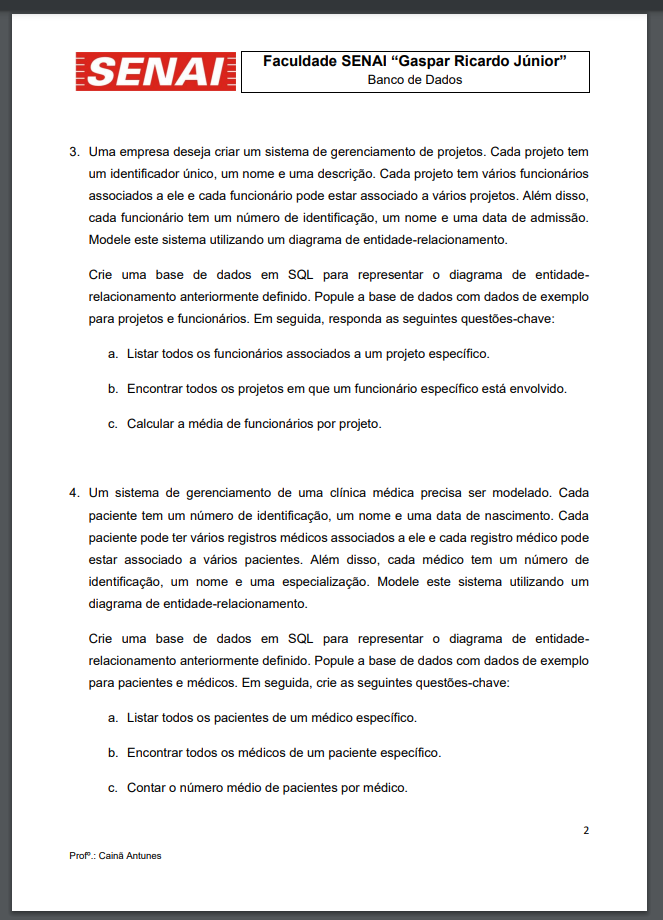 SENAI
Faculdade SENAI “Gaspar Ricardo Júnior”
Banco de Dados
3. Uma empresa deseja criar um sistema de gerenciamento de projetos. Cada projeto tem
um identificador único, um nome e uma descrição. Cada projeto tem vários funcionários
associados a ele e cada funcionário pode estar associado a vários projetos. Além disso,
cada funcionário tem um número de identificação, um nome e uma data de admissão.
Modele este sistema utilizando um diagrama de entidade-relacionamento.
Crie uma base de dados em SQL para representar o diagrama de entidade-
relacionamento anteriormente definido. Popule a base de dados com dados de exemplo
para projetos e funcionários. Em seguida, responda as seguintes questões-chave:
a. Listar todos os funcionários associados a um projeto específico.
b. Encontrar todos os projetos em que um funcionário específico está envolvido.
c. Calcular a média de funcionários por projeto.
4. Um sistema de gerenciamento de uma clínica médica precisa ser modelado. Cada
paciente tem um número de identificação, um nome e uma data de nascimento. Cada
paciente pode ter vários registros médicos associados a ele e cada registro médico pode
estar associado a vários pacientes. Além disso, cada médico tem um número de
identificação, um nome e uma especialização. Modele este sistema utilizando um
diagrama de entidade-relacionamento.
Crie uma base de dados em SQL para representar o diagrama de entidade-
relacionamento anteriormente definido. Popule a base de dados com dados de exemplo
para pacientes e médicos. Em seguida, crie as seguintes questões-chave:
a. Listar todos os pacientes de um médico específico.
b. Encontrar todos os médicos de um paciente específico.
c. Contar o número médio de pacientes por médico.
2
Profº.: Cainã Antunes